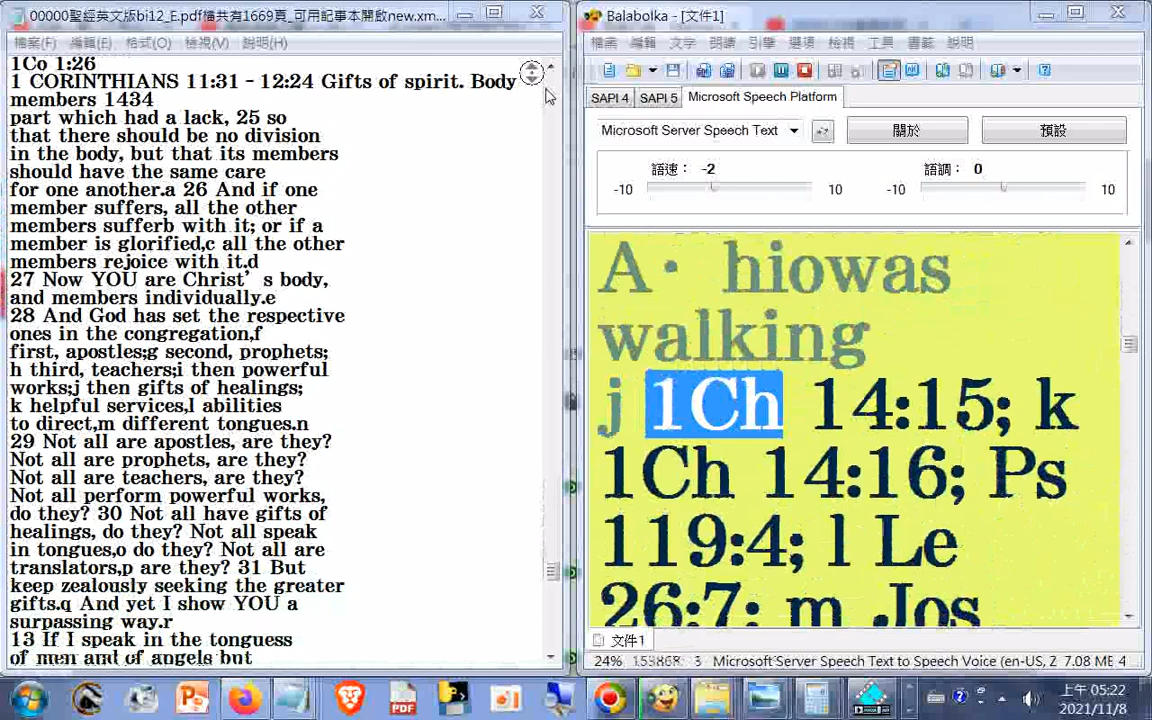 00000聖經英文版bi12_E.pdf檔共有1669頁_可用記事本開啟new.xm...
檔案(F) 編輯(E) 格式(O) 檢視(V) 說明(H)
1Co 1:26
1 CORINTHIANS 11:31 - 12:24 Gifts of spirit. Body
members 1434
part which had a lack, 25 so
that there should be no division
in the body, but that its members
should have the same care
for one another.a 26 And if one
member suffers, all the other
members sufferb with it; or if a
member is glorified,c all the other
members rejoice with it.d
27 Now YOU are Christ’s body,
and members individually.e
28 And God has set the respective
ones in the congregation,f
first, apostles;g second, prophets;
h third, teachers;i then powerful
works;j then gifts of healings;
k helpful services,l abilities
to direct,m different tongues.n
29 Not all are apostles, are they?
Not all are prophets, are they?
Not all are teachers, are they?
Not all perform powerful works,
do they? 30 Not all have gifts of
healings, do they? Not all speak
in tongues,o do they? Not all are
translators,p are they? 31 But
keep zealously seeking the greater
gifts.q And yet I show YOU a
surpassing way.r
13 If I speak in the tonguess
of men and of angels but
Balabolka - [文件1]
檔案 編輯 文字 朗讀 引擎 選項 檢視 工具 書籤 說明
SAPI 4 SAPI 5 Microsoft Speech Platform
Microsoft Server Speech Text 關於 預設
語速： -2 語調： 0
-10 10 -10 10
A· hiowas
walking
j 1Ch 14:15; k
1Ch 14:16; Ps
119:4; l Le
26:7; m Jos
文件1
24% Microsoft Server Speech Text to Speech Voice (en-US, 2 7.08 MB 4
上午 05:22
2021/11/8